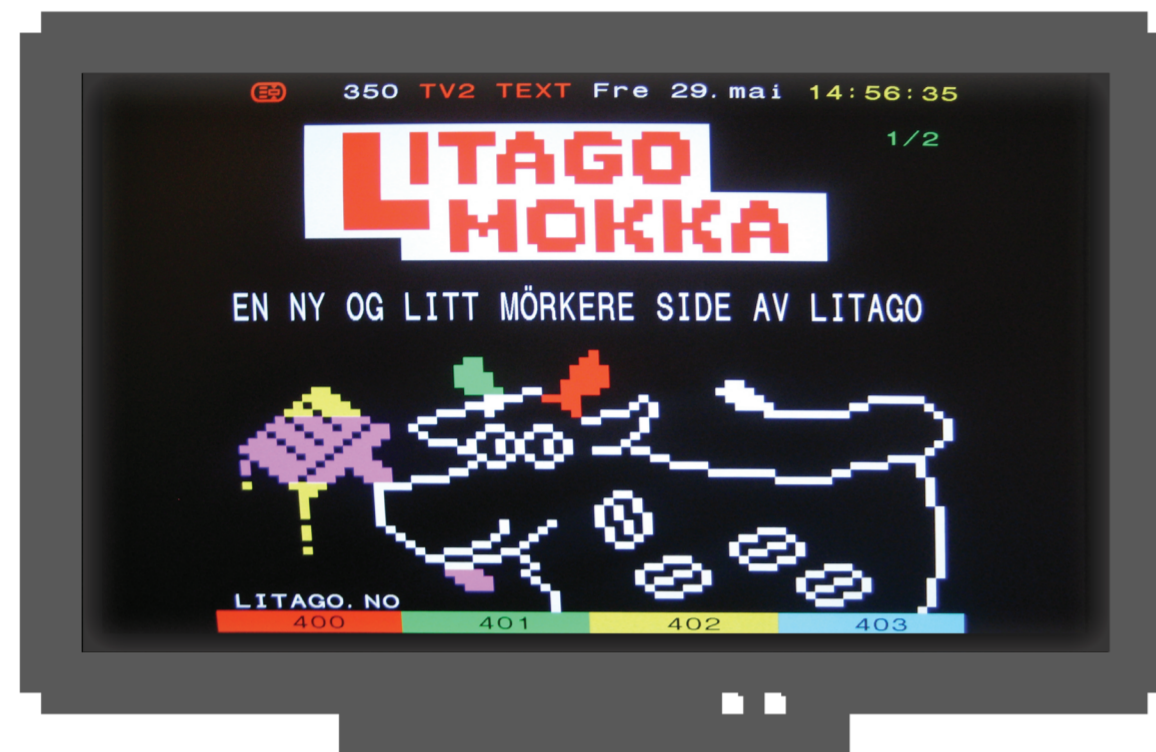 350 TV2 TEXT Fre 29. mai 14:56:35
1/2
LITAGO
MOKKA
EN NY OG LITT MÖRKERE SIDE AV LITAGO
LITAGO.NO
400 401 402 403